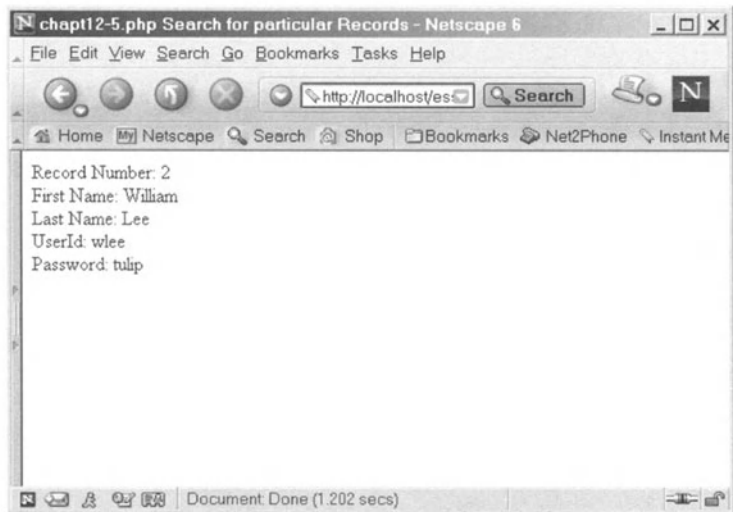 N chapt12-5.php Search for particular Records - Netscape 6
File Edit View Search Go Bookmarks Tasks Help
http://localhost/es Search N
Home My Netscape Search Shop Bookmarks Net2Phone Instant Me
Record Number: 2
First Name: William
Last Name: Lee
UserId: wlee
Password: tulip
N Document: Done (1.202 secs)